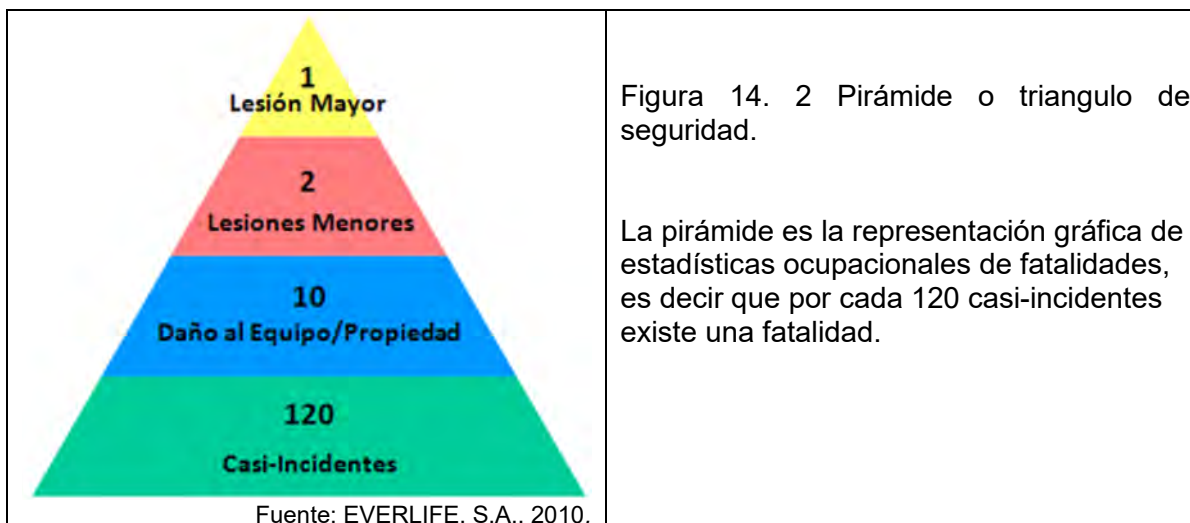 1
Lesión Mayor
2
Lesiones Menores
10
Daño al Equipo/Propiedad
120
Casi-Incidentes
Fuente: EVERLIFE. S.A.. 2010.
Figura 14. 2 Pirámide o triangulo de
seguridad.
La pirámide es la representación gráfica de
estadísticas ocupacionales de fatalidades,
es decir que por cada 120 casi-incidentes
existe una fatalidad.